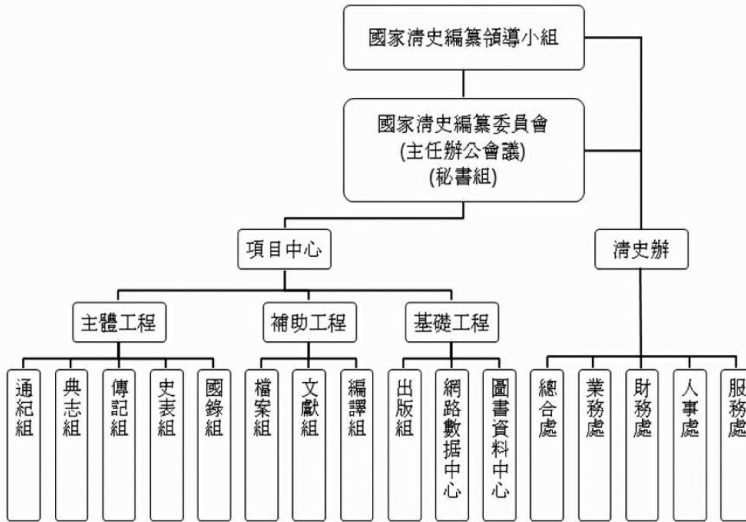 國家清史編纂領導小組
國家清史編纂委員會
(主任辦公會議)
(秘書組)
項目中心
清史辦
主體工程
補助工程
基礎工程
通紀組
典志組
傳記組
史表組
國錄組
檔案組
文獻組
編譯組
出版組
網路數据中心
圖書資料中心
總合處
業務處
財務處
人事處
服務處